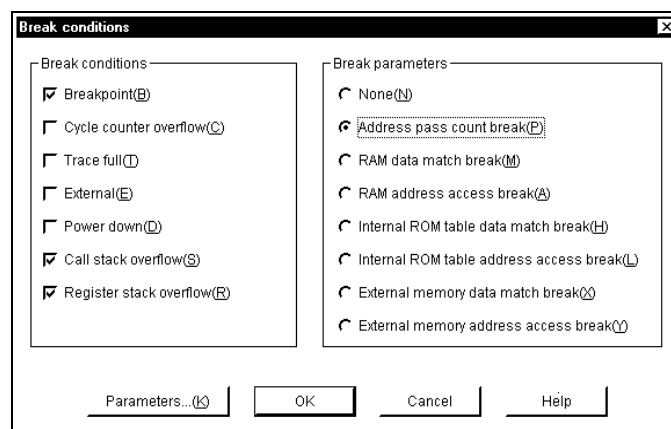 Break conditions
Break conditions
Breakpoint(B)
Cycle counter overflow(C)
Trace full(T)
External(E)
Power down(D)
Call stack overflow(S)
Register stack overflow(R)
Break parameters
None(N)
Address pass count break(P)
RAM data match break(M)
RAM address access break(A)
Internal ROM table data match break(H)
Internal ROM table address access break(L)
External memory data match break(X)
External memory address access break(Y)
Parameters...(K)
OK
Cancel
Help